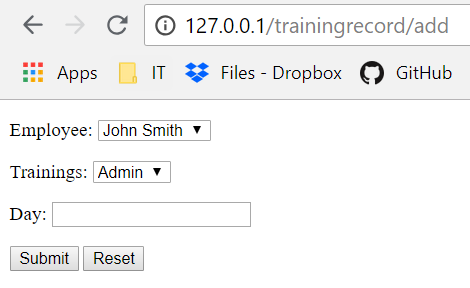 127.0.0.1/trainingrecord/add
Apps IT Files - Dropbox GitHub
Employee: John Smith
Trainings: Admin
Day:
Submit Reset